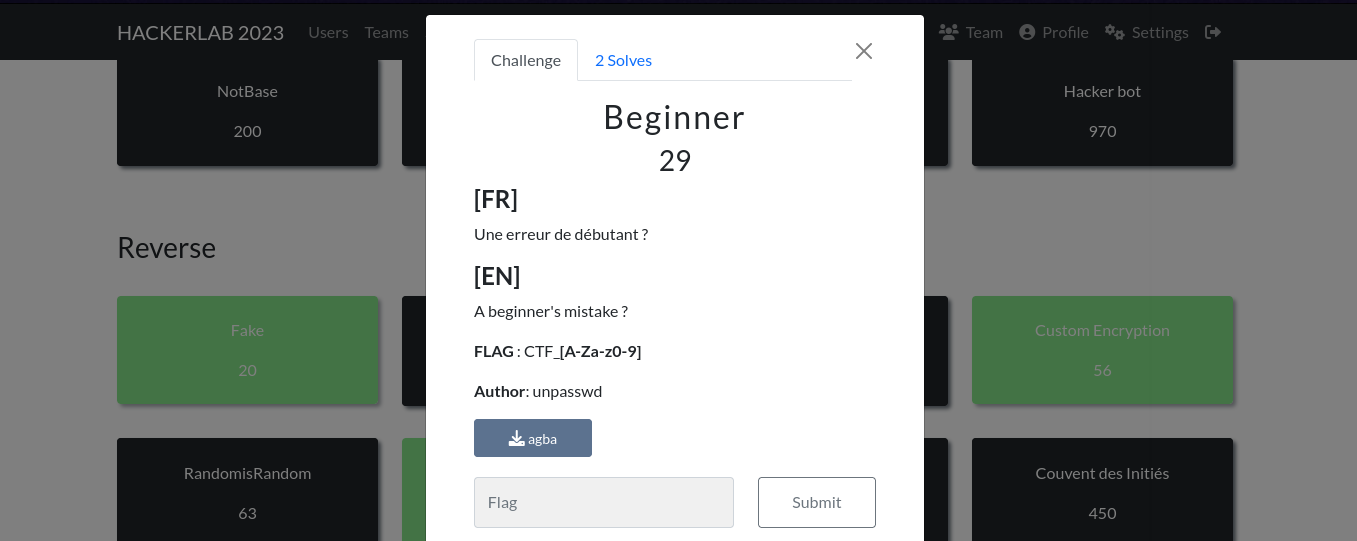 HACKERLAB 2023 Users Teams Team Profile Settings
Challenge 2 Solves
NotBase
200
Hacker bot
970
Beginner
29
[FR]
Une erreur de débutant ?
[EN]
A beginner's mistake ?
FLAG : CTF_[A-Za-z0-9]
Author: unpasswd
agba
Flag
Submit
Reverse
Fake
20
Custom Encryption
56
RandomisRandom
63
Couvent des Initiés
450